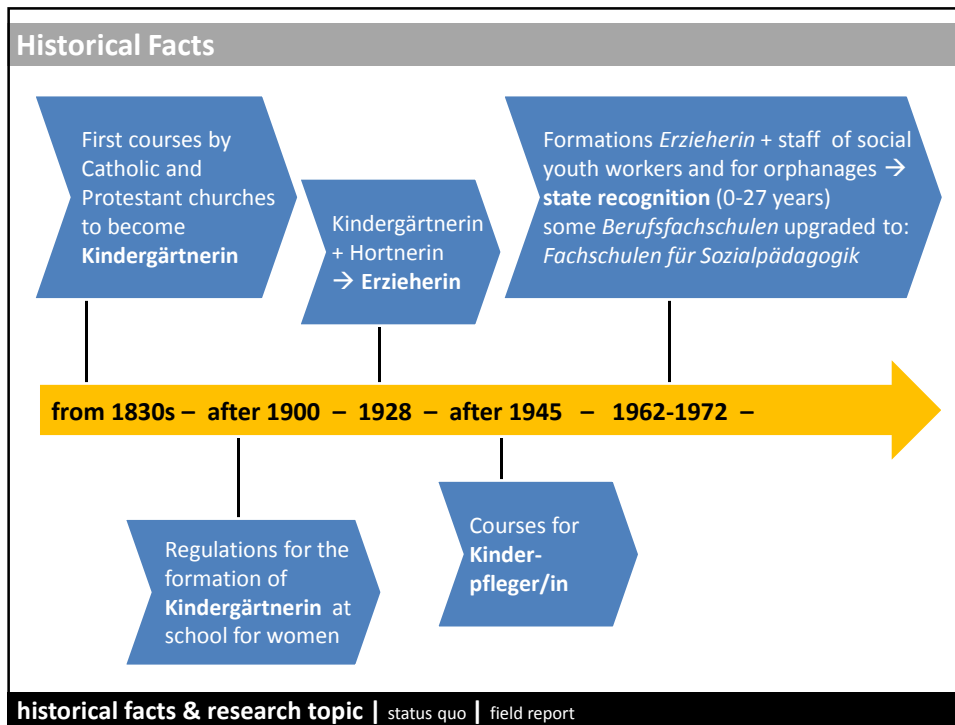 Historical Facts
First courses by
Catholic and
Protestant churches
to become
Kindergärtnerin
Kindergärtnerin
+ Hortnerin
→ Erzieherin
Formations Erzieherin + staff of social
youth workers and for orphanages →
state recognition (0-27 years)
some Berufsfachschulen upgraded to:
Fachschulen für Sozialpädagogik
from 1830s – after 1900 – 1928 – after 1945 – 1962-1972 –
Regulations for the
formation of
Kindergärtnerin at
school for women
Courses for
Kinder-
pfleger/in
historical facts & research topic | status quo | field report